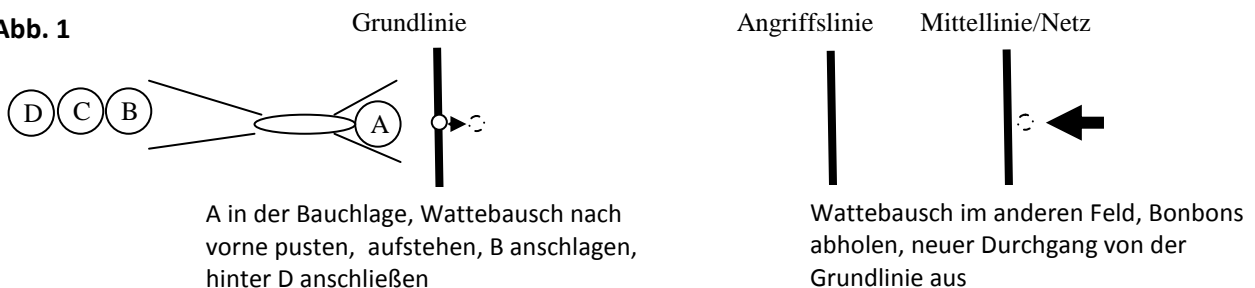 Abb. 1
Grundlinie
Angriffslinie
Mittellinie/Netz
D C B
A
A in der Bauchlage, Wattebausch nach
vorne pusten, aufstehen, B anschlagen,
hinter D anschließen
Wattebausch im anderen Feld, Bonbons
abholen, neuer Durchgang von der
Grundlinie aus